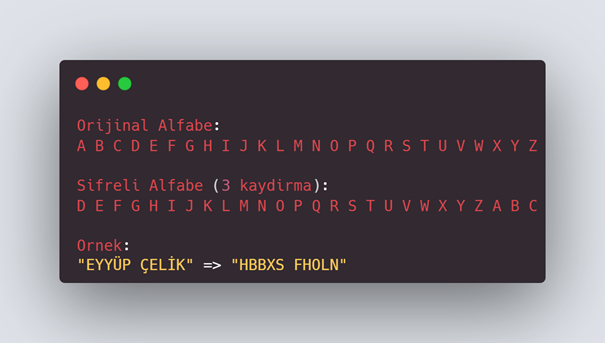 Orijinal Alfabe:
A B C D E F G H I J K L M N O P Q R S T U V W X Y Z
Sifreli Alfabe (3 kaydirma):
D E F G H I J K L M N O P Q R S T U V W X Y Z A B C
Ornek:
"EYYÜP ÇELİK" => "HBBXS FHOLN"